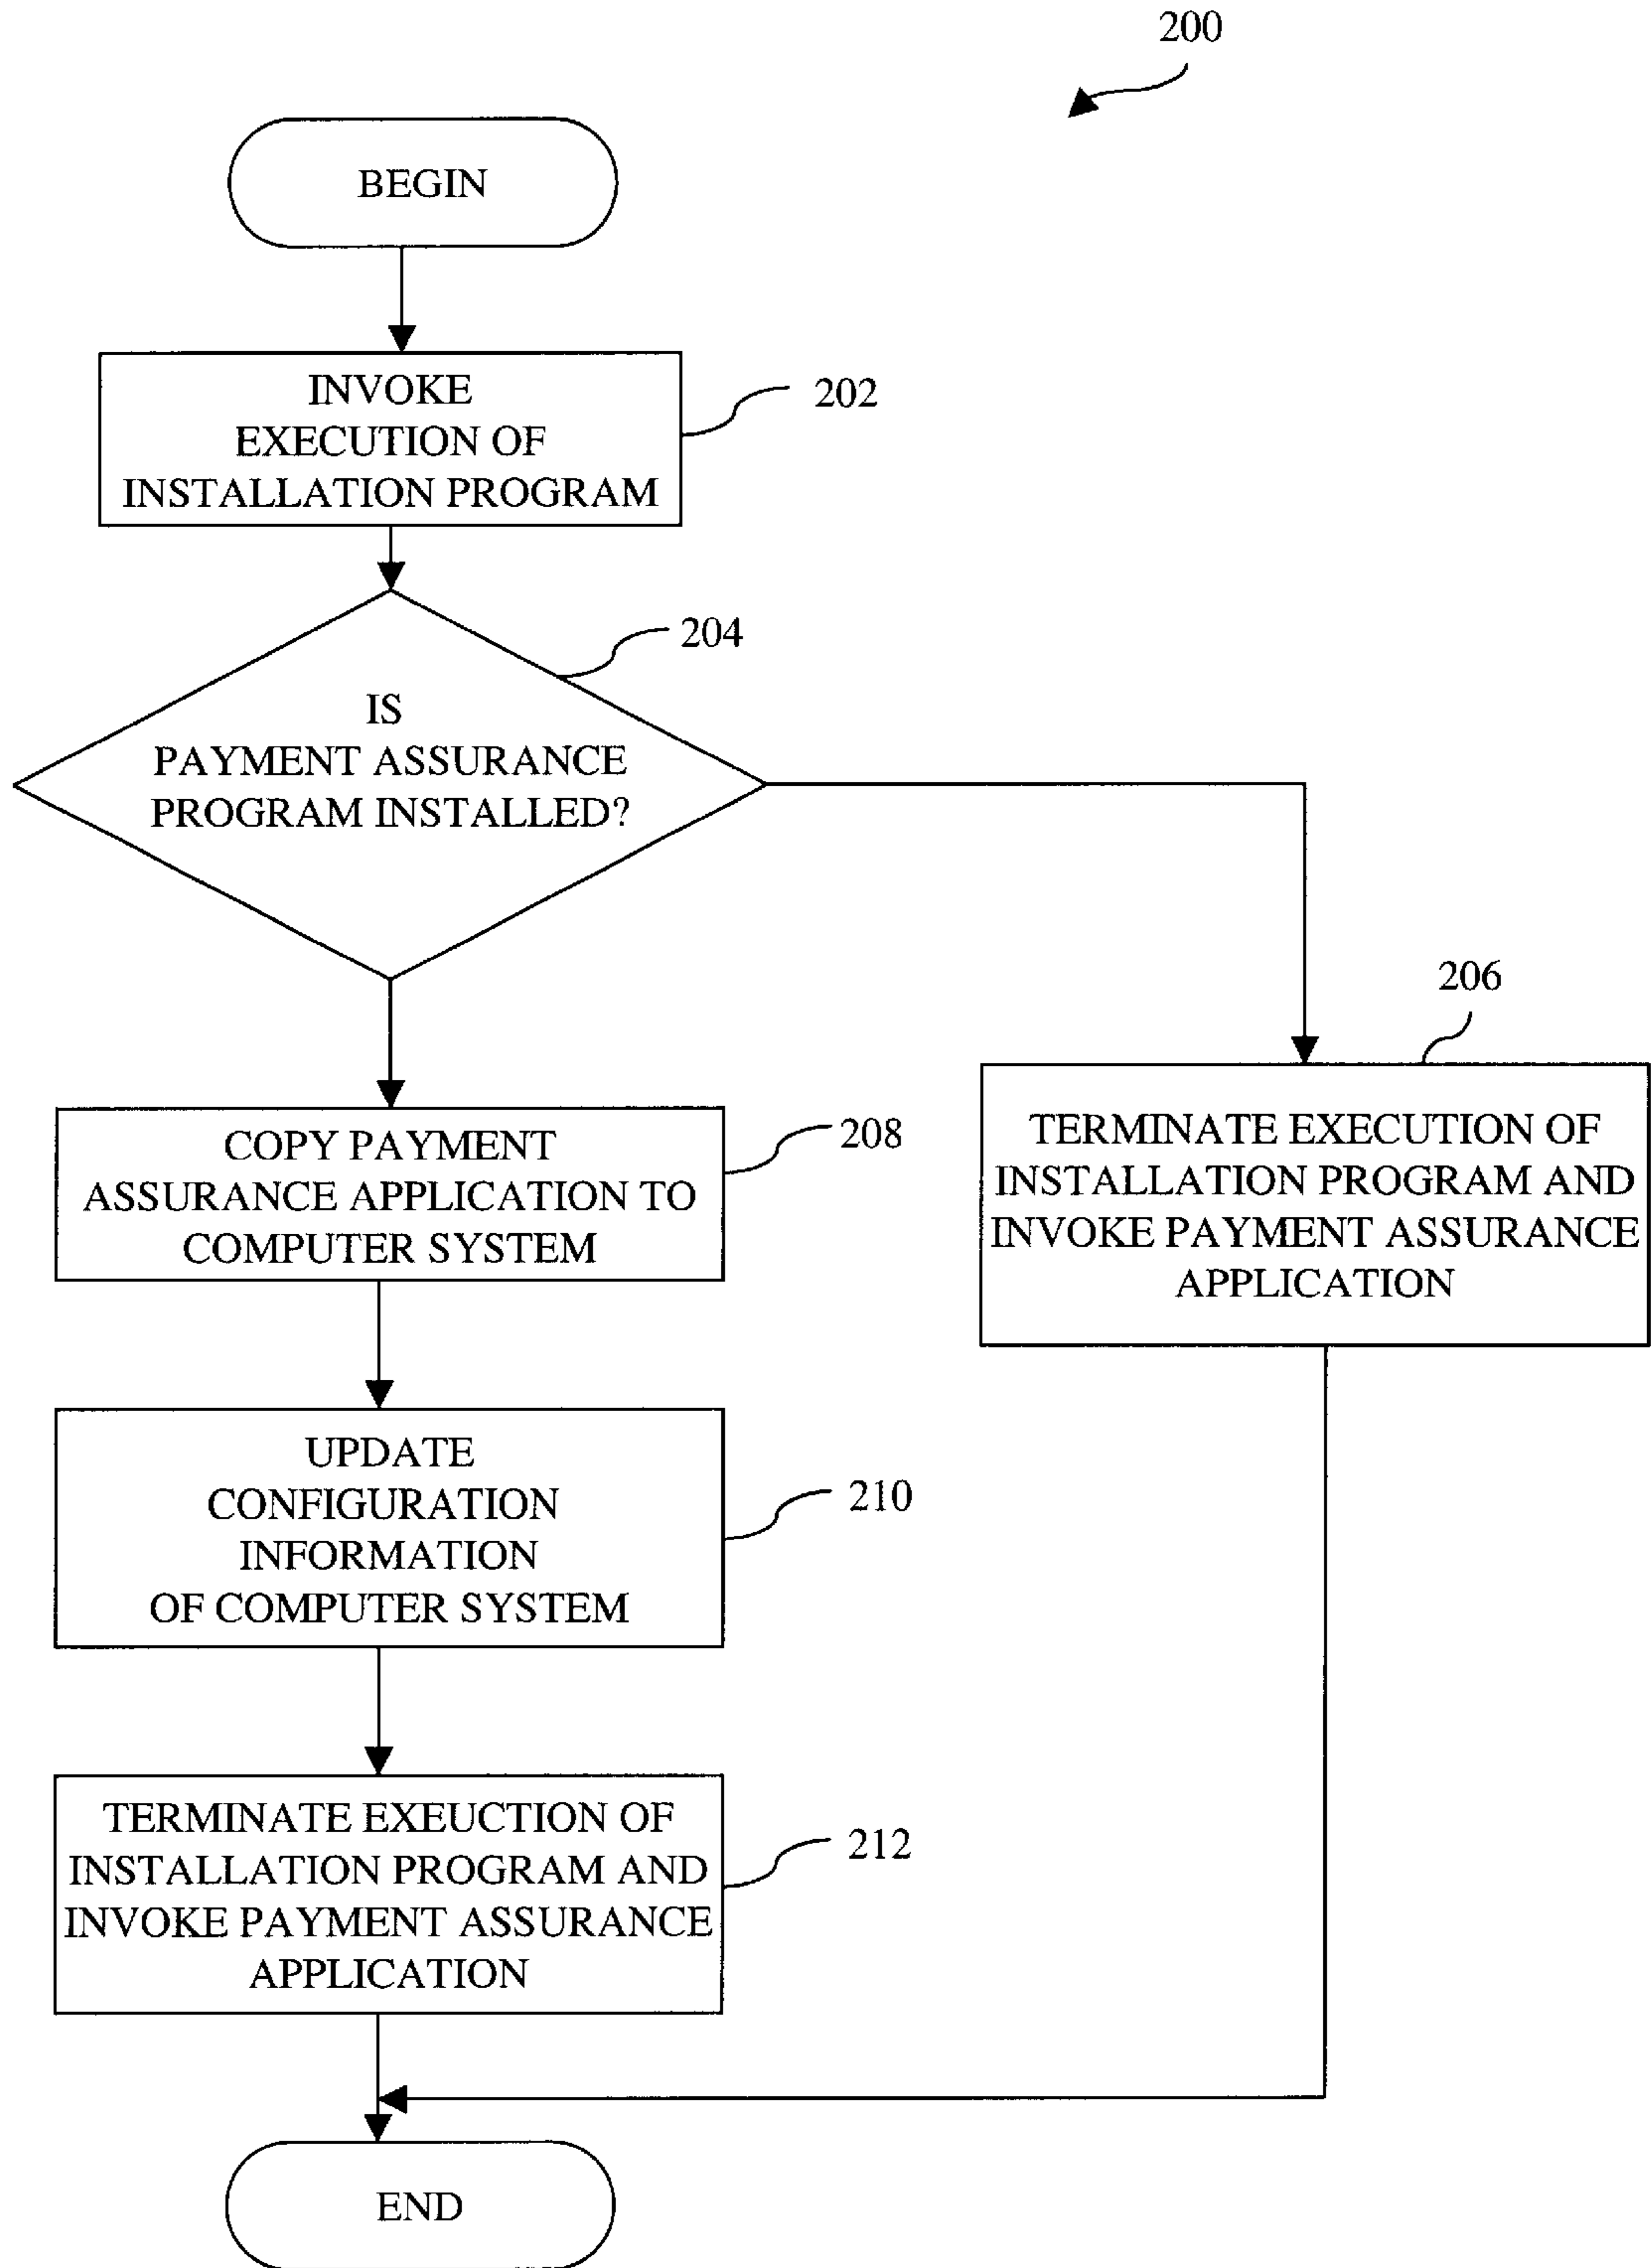 200
BEGIN
INVOKE
EXECUTION OF
INSTALLATION PROGRAM
202
204
IS
PAYMENT ASSURANCE
PROGRAM INSTALLED?
206
TERMINATE EXECUTION OF
INSTALLATION PROGRAM AND
INVOKE PAYMENT ASSURANCE
APPLICATION
COPY PAYMENT
ASSURANCE APPLICATION TO
COMPUTER SYSTEM
208
UPDATE
CONFIGURATION
INFORMATION
OF COMPUTER SYSTEM
210
TERMINATE EXEUCTION OF
INSTALLATION PROGRAM AND
INVOKE PAYMENT ASSURANCE
APPLICATION
212
END